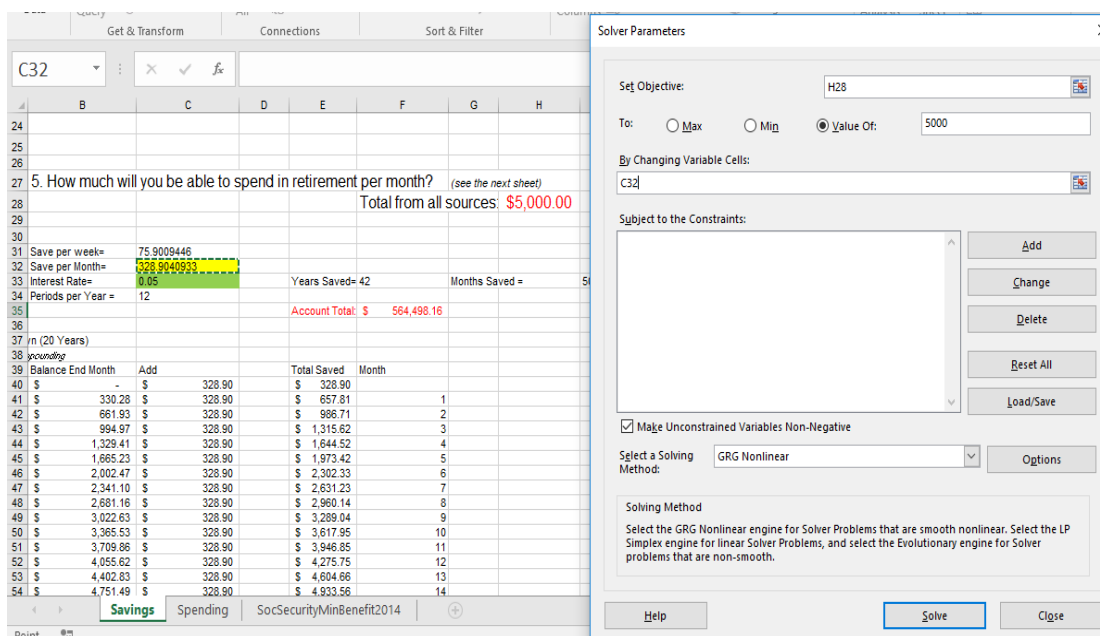 Query
All
Get & Transform Connections Sort & Filter
C32 fx
B C D E F G H
24
25
26
27 5. How much will you be able to spend in retirement per month? (see the next sheet)
28 Total from all sources: $5,000.00
29
30
31 Save per week= 75.9009446
32 Save per Month= 328.9040933
33 Interest Rate= 0.05 Years Saved= 42 Months Saved =
34 Periods per Year = 12
35 Account Total: $ 564,498.16
36
37 (20 Years)
38
39 Balance End Month Add Total Saved Month
40 $ - $ 328.90 $ 328.90
41 $ 330.28 $ 328.90 $ 657.81 1
42 $ 661.93 $ 328.90 $ 986.71 2
43 $ 994.97 $ 328.90 $ 1,315.62 3
44 $ 1,329.41 $ 328.90 $ 1,644.52 4
45 $ 1,665.23 $ 328.90 $ 1,973.42 5
46 $ 2,002.47 $ 328.90 $ 2,302.33 6
47 $ 2,341.10 $ 328.90 $ 2,631.23 7
48 $ 2,681.16 $ 328.90 $ 2,960.14 8
49 $ 3,022.63 $ 328.90 $ 3,289.04 9
50 $ 3,365.53 $ 328.90 $ 3,617.95 10
51 $ 3,709.86 $ 328.90 $ 3,946.85 11
52 $ 4,055.62 $ 328.90 $ 4,275.75 12
53 $ 4,402.83 $ 328.90 $ 4,604.66 13
54 $ 4,751.49 $ 328.90 $ 4,933.56 14
Savings Spending SocSecurityMinBenefit2014
Point
Solver Parameters
Set Objective: H28
To: Max Min Value Of: 5000
By Changing Variable Cells:
C32
Subject to the Constraints:
Add
Change
Delete
Reset All
Load/Save
Make Unconstrained Variables Non-Negative
Select a Solving Method: GRG Nonlinear Options
Solving Method
Select the GRG Nonlinear engine for Solver Problems that are smooth nonlinear. Select the LP
Simplex engine for linear Solver Problems, and select the Evolutionary engine for Solver
problems that are non-smooth.
Help Solve Close